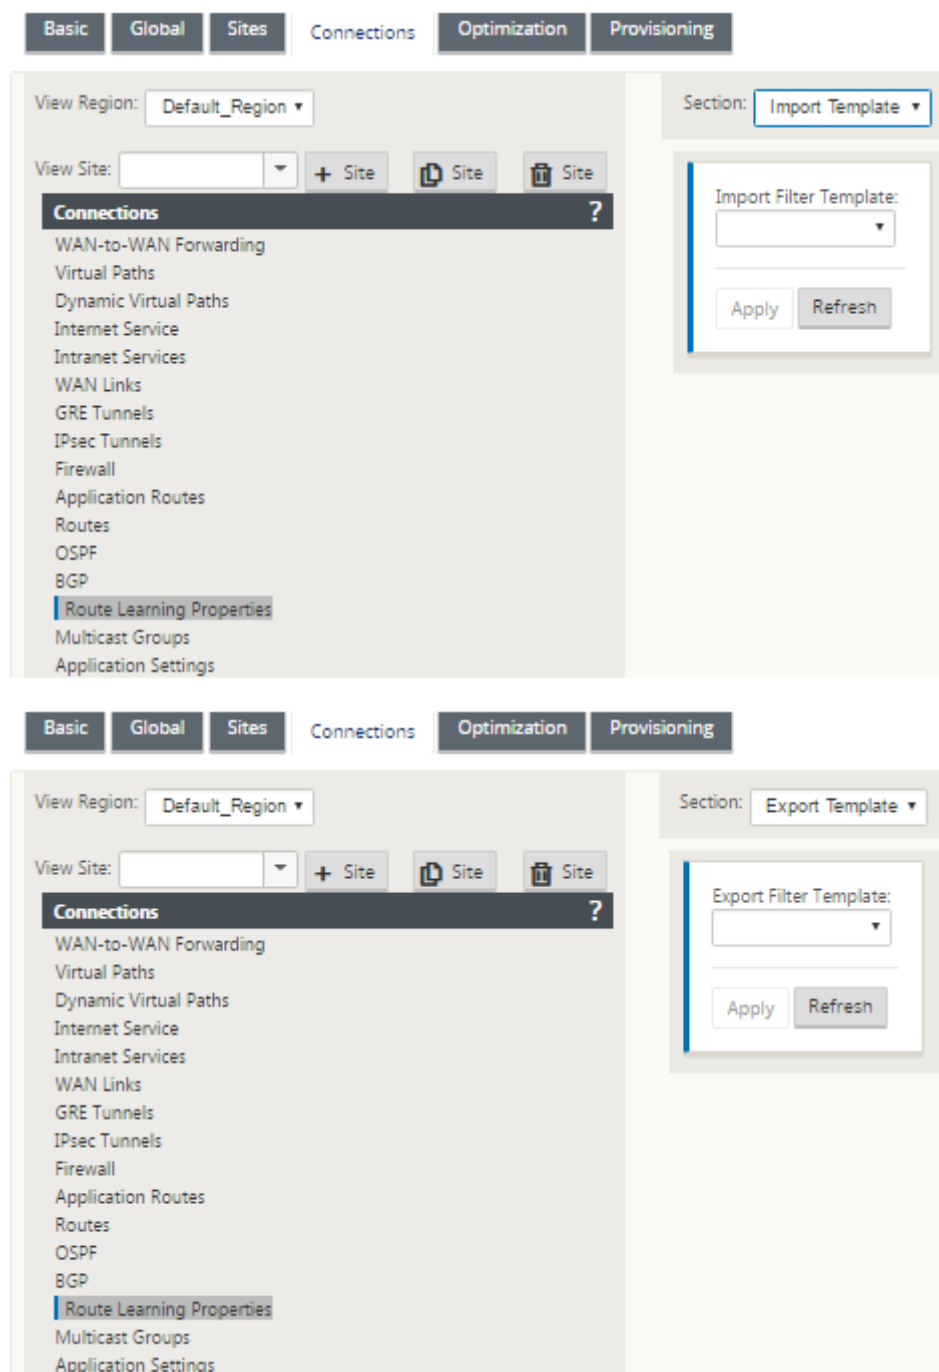 Basic Global Sites Connections Optimization Provisioning
View Region: Default_Region Section: Import Template
View Site: + Site Site Site
Connections ?
Import Filter Template:
WAN-to-WAN Forwarding
Virtual Paths
Dynamic Virtual Paths
Apply Refresh
Internet Service
Intranet Services
WAN Links
GRE Tunnels
IPsec Tunnels
Firewall
Application Routes
Routes
OSPF
BGP
Route Learning Properties
Multicast Groups
Application Settings
Basic Global Sites Connections Optimization Provisioning
View Region: Default_Region Section: Export Template
View Site: + Site Site Site
Connections ?
Export Filter Template:
WAN-to-WAN Forwarding
Virtual Paths
Dynamic Virtual Paths
Apply Refresh
Internet Service
Intranet Services
WAN Links
GRE Tunnels
IPsec Tunnels
Firewall
Application Routes
Routes
OSPF
BGP
Route Learning Properties
Multicast Groups
Application Settings